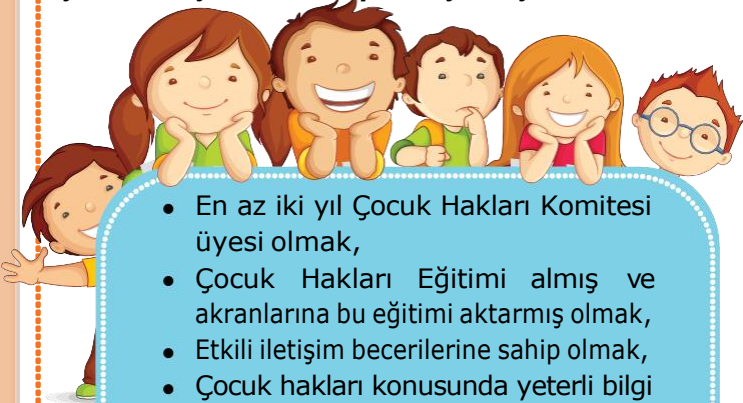 • En az iki yıl Çocuk Hakları Komitesi
üyesi olmak,
• Çocuk Hakları Eğitimi almış ve
akranlarına bu eğitimi aktarmış olmak,
• Etkili iletişim becerilerine sahip olmak,
• Çocuk hakları konusunda yeterli bilgi